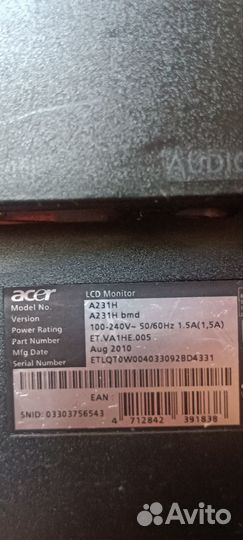 AUDIO
acer LCD Monitor
Model No. A231H
Version A231H bmd
Power Rating 100-240V~ 50/60Hz 1.5A(1,5A)
Part Number ET.VA1HE.005
Mfg Date Aug 2010
Serial Number ETLQT0W004033092BD4331
EAN
SNID: 03303756543
4 712842 391838
Avito